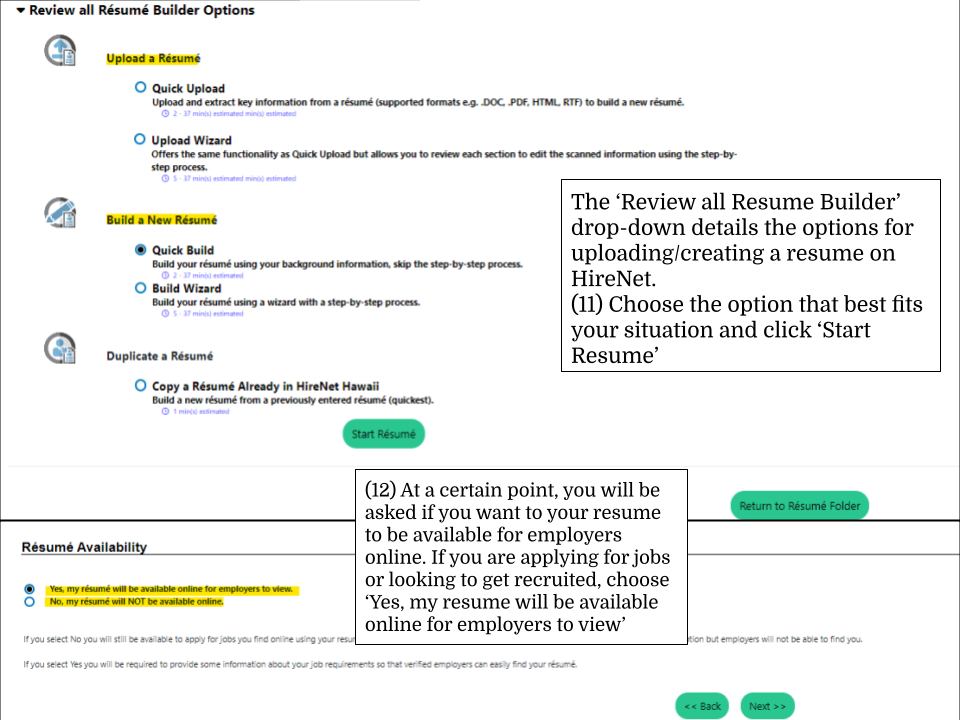 Review all Résumé Builder Options
Upload a Résumé
Quick Upload
Upload and extract key information from a résumé (supported formats e.g. .DOC, .PDF, HTML, RTF) to build a new résumé.
2 - 37 min(s) estimated min(s) estimated
Upload Wizard
Offers the same functionality as Quick Upload but allows you to review each section to edit the scanned information using the step-by-
step process.
5 - 37 min(s) estimated min(s) estimated
Build a New Résumé
Quick Build
Build your résumé using your background information, skip the step-by-step process.
2 - 37 min(s) estimated
Build Wizard
Build your résumé using a wizard with a step-by-step process.
5 - 37 min(s) estimated
Duplicate a Résumé
Copy a Résumé Already in HireNet Hawaii
Build a new résumé from a previously entered résumé (quickest).
1 min(s) estimated
Start Résumé
The ‘Review all Resume Builder’
drop-down details the options for
uploading/creating a resume on
HireNet.
(11) Choose the option that best fits
your situation and click ‘Start
Resume’
Return to Résumé Folder
(12) At a certain point, you will be
asked if you want to your resume
to be available for employers
online. If you are applying for jobs
or looking to get recruited, choose
‘Yes, my resume will be available
online for employers to view’
Résumé Availability
Yes, my résumé will be available online for employers to view.
No, my résumé will NOT be available online.
If you select No you will still be available to apply for jobs you find online using your but employers will not be able to find you.
If you select Yes you will be required to provide some information about your job requirements so that verified employers can easily find your résumé.
<< Back
Next >>